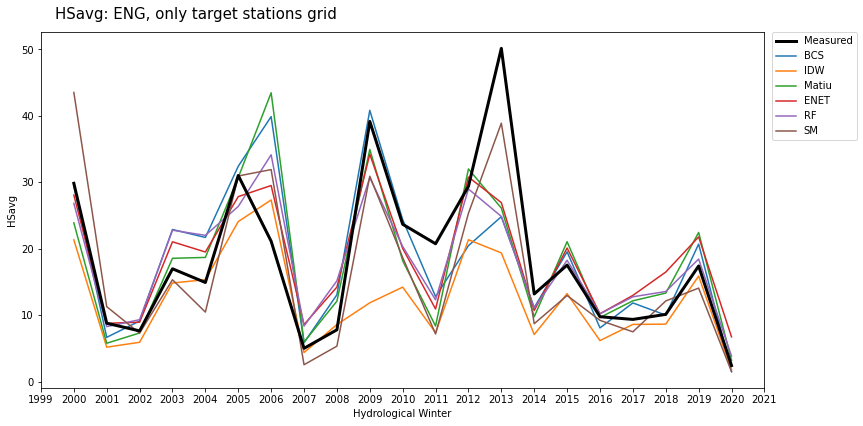 HSavg: ENG, only target stations grid
50
40
30
20
10
0
HSavg
1999 2000 2001 2002 2003 2004 2005 2006 2007 2008 2009 2010 2011 2012 2013 2014 2015 2016 2017 2018 2019 2020 2021
Hydrological Winter
Measured
BCS
IDW
Matiu
ENET
RF
SM